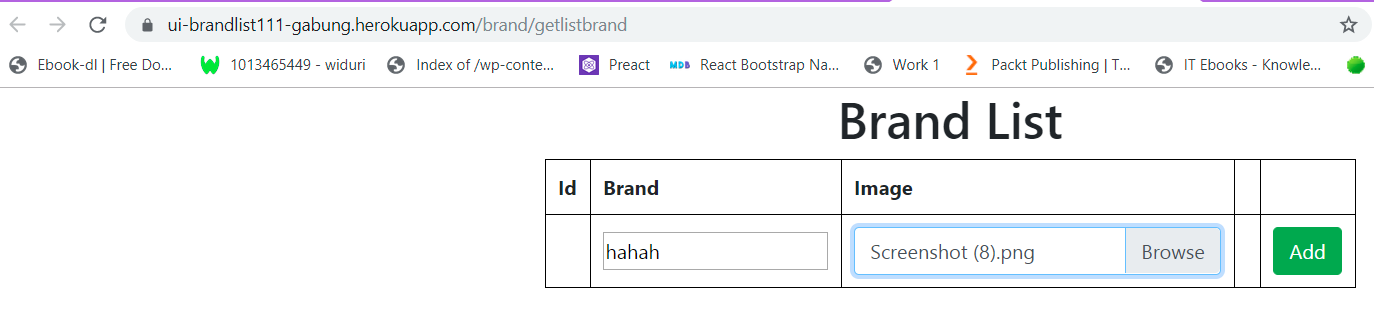 ui-brandlist111-gabung.herokuapp.com/brand/getlistbrand
Ebook-dl | Free Do... 1013465449 - widuri Index of /wp-conte... Preact MDB React Bootstrap Na... Work 1 Packt Publishing | T... IT Ebooks - Knowle...
Brand List
Id Brand Image
hahah Screenshot (8).png Browse Add